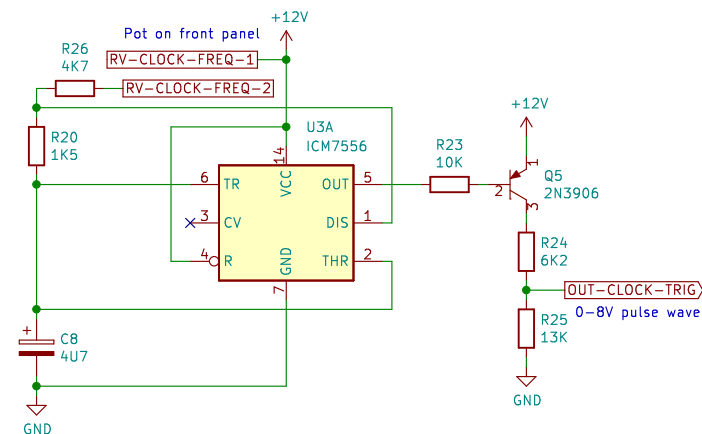 +12V
Pot on front panel
RV-CLOCK-FREQ-1
R26
4K7
RV-CLOCK-FREQ-2
+12V
U3A
ICM7556
R20
1K5
14
VCC
R23
10K
1
6
TR
OUT
5
2
Q5
2N3906
3
3
CV
DIS
1
4
R
GND
THR
2
R24
6K2
7
OUT-CLOCK-TRIG
0-8V pulse wave
+
C8
4U7
R25
13K
GND
GND